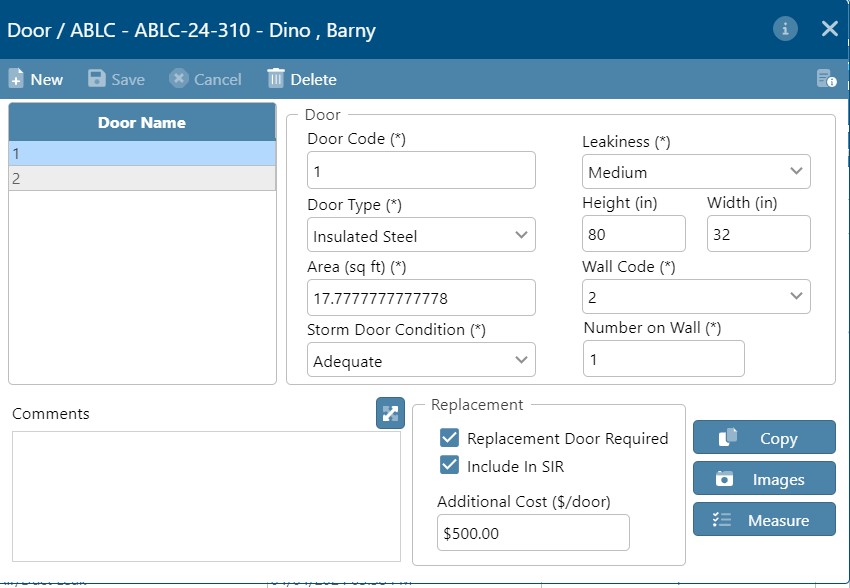 Door / ABLC - ABLC-24-310 - Dino , Barny
New Save Cancel Delete
Door Name
1
2
Door
Door Code (*)
1
Leakiness (*)
Medium
Door Type (*)
Insulated Steel
Height (in) Width (in)
80 32
Area (sq ft) (*)
17.7777777777778
Wall Code (*)
2
Storm Door Condition (*)
Adequate
Number on Wall (*)
1
Comments
Replacement
Replacement Door Required
Include In SIR
Additional Cost ($/door)
$500.00
Copy
Images
Measure